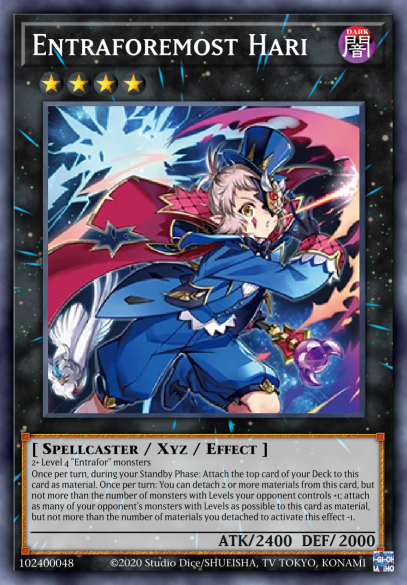 Entraforemost Hari
DARK
闇
[ Spellcaster / Xyz / Effect ]
2+ Level 4 "Entrafor" monsters
Once per turn, during your Standby Phase: Attach the top card of your Deck to this
card as material. Once per turn: You can detach 2 or more materials from this card, but
not more than the number of monsters with Levels your opponent controls +1; attach
as many of your opponent's monsters with Levels as possible to this card as material,
but not more than the number of materials you detached to activate this effect -1.
ATK/2400 DEF/2000
102400048
©2020 Studio Dice/SHUEISHA, TV TOKYO, KONAMI